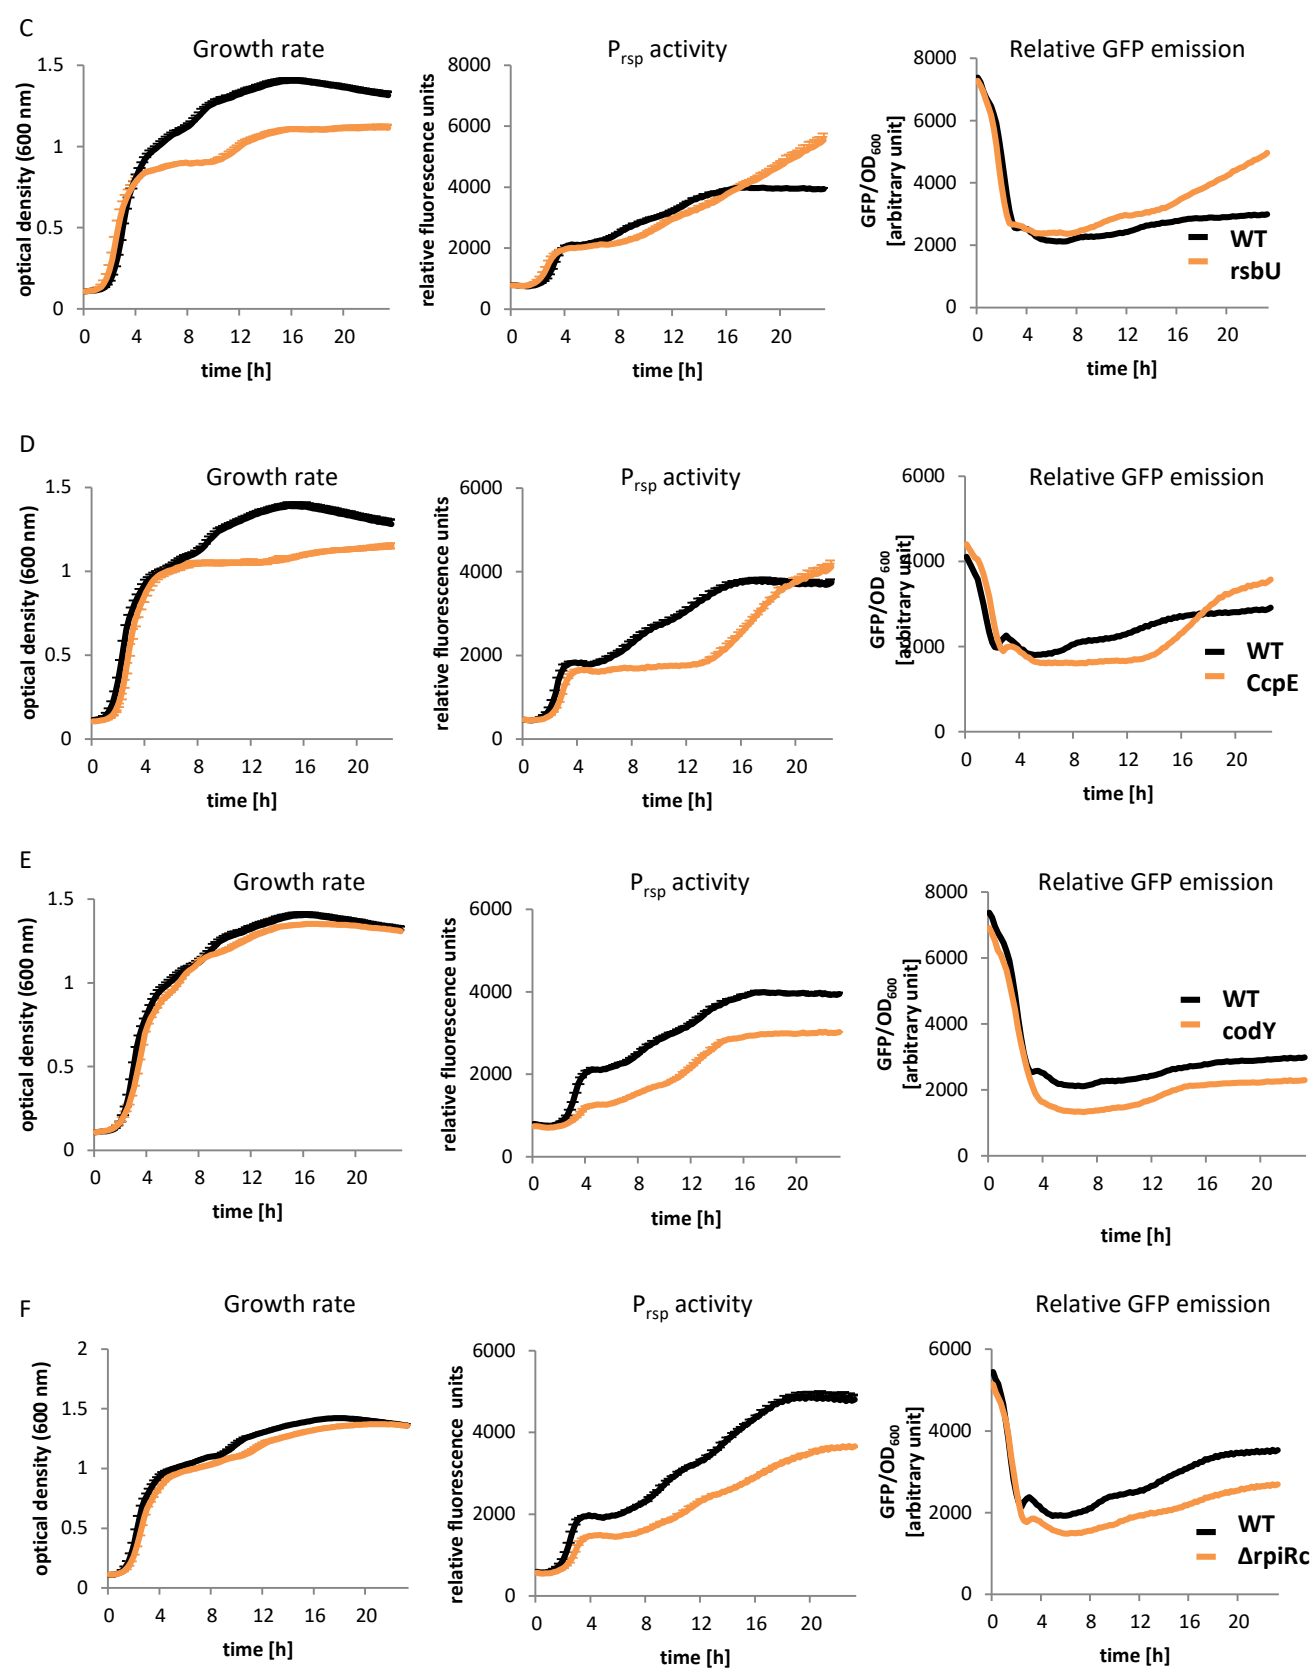 C
Growth rate
optical density (600 nm)
1.5
1
0.5
0
0 4 8 12 16 20
time [h]
Prsp activity
relative fluorescence units
8000
6000
4000
2000
0
0 4 8 12 16 20
time [h]
Relative GFP emission
GFP/OD600
[arbitrary unit]
8000
6000
4000
2000
0
0 4 8 12 16 20
time [h]
WT
rsbU
D
Growth rate
optical density (600 nm)
1.5
1
0.5
0
0 4 8 12 16 20
time [h]
Prsp activity
relative fluorescence units
6000
4000
2000
0
0 4 8 12 16 20
time [h]
Relative GFP emission
GFP/OD600
[arbitrary unit]
6000
4000
2000
0
0 4 8 12 16 20
time [h]
WT
CcpE
E
Growth rate
optical density (600 nm)
1.5
1
0.5
0
0 4 8 12 16 20
time [h]
Prsp activity
relative fluorescence units
6000
4000
2000
0
0 4 8 12 16 20
time [h]
Relative GFP emission
GFP/OD600
[arbitrary unit]
8000
6000
4000
2000
0
0 4 8 12 16 20
time [h]
WT
codY
F
Growth rate
optical density (600 nm)
2
1.5
1
0.5
0
0 4 8 12 16 20
time [h]
Prsp activity
relative fluorescence units
6000
4000
2000
0
0 4 8 12 16 20
time [h]
Relative GFP emission
GFP/OD600
[arbitrary unit]
6000
4000
2000
0
0 4 8 12 16 20
time [h]
WT
ΔrpiRc